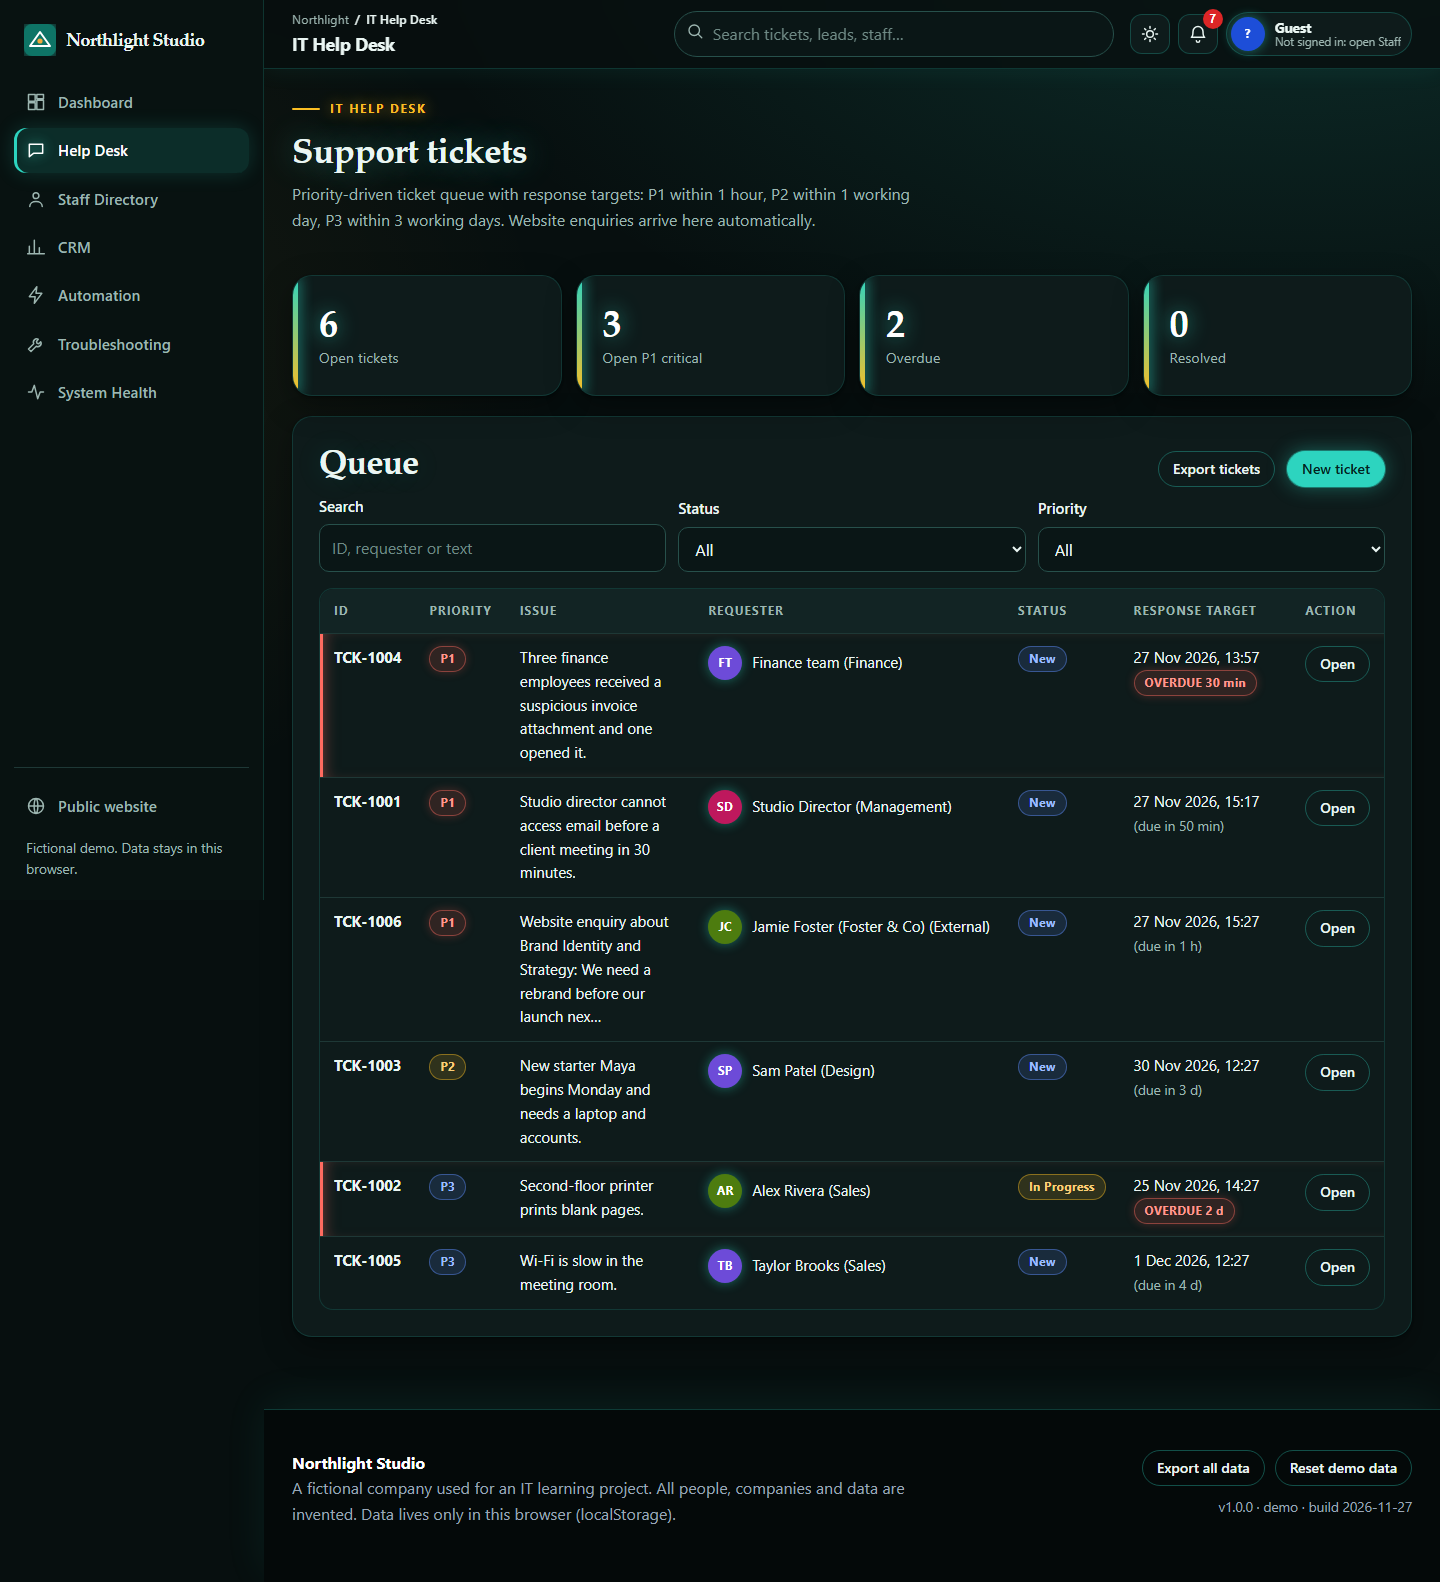 Northlight Studio
Dashboard
Help Desk
Staff Directory
CRM
Automation
Troubleshooting
System Health
Public website
Fictional demo. Data stays in this
browser.
Northlight / IT Help Desk
IT Help Desk
Search tickets, leads, staff...
7
?
Guest
Not signed in: open Staff
IT HELP DESK
Support tickets
Priority-driven ticket queue with response targets: P1 within 1 hour, P2 within 1 working
day, P3 within 3 working days. Website enquiries arrive here automatically.
6
Open tickets
3
Open P1 critical
2
Overdue
0
Resolved
Queue
Export tickets
New ticket
Search
Status
Priority
ID, requester or text
All
All
ID PRIORITY ISSUE REQUESTER STATUS RESPONSE TARGET ACTION
TCK-1004 P1 Three finance FT Finance team (Finance) New 27 Nov 2026, 13:57 Open
employees received a OVERDUE 30 min
suspicious invoice
attachment and one
opened it.
TCK-1001 P1 Studio director cannot SD Studio Director (Management) New 27 Nov 2026, 15:17 Open
access email before a (due in 50 min)
client meeting in 30
minutes.
TCK-1006 P1 Website enquiry about JC Jamie Foster (Foster & Co) (External) New 27 Nov 2026, 15:27 Open
Brand Identity and (due in 1 h)
Strategy: We need a
rebrand before our
launch nex...
TCK-1003 P2 New starter Maya SP Sam Patel (Design) New 30 Nov 2026, 12:27 Open
begins Monday and (due in 3 d)
needs a laptop and
accounts.
TCK-1002 P3 Second-floor printer AR Alex Rivera (Sales) In Progress 25 Nov 2026, 14:27 Open
prints blank pages. OVERDUE 2 d
TCK-1005 P3 Wi-Fi is slow in the TB Taylor Brooks (Sales) New 1 Dec 2026, 12:27 Open
meeting room. (due in 4 d)
Northlight Studio
A fictional company used for an IT learning project. All people, companies and data are
invented. Data lives only in this browser (localStorage).
Export all data
Reset demo data
v1.0.0 · demo · build 2026-11-27